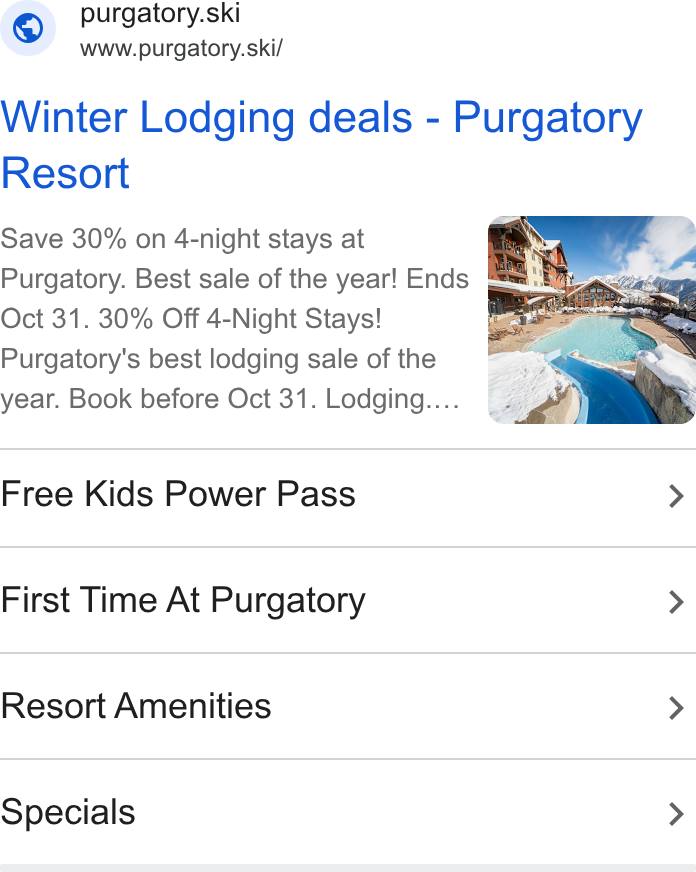 purgatory.ski
www.purgatory.ski/
Winter Lodging deals - Purgatory
Resort
Save 30% on 4-night stays at
Purgatory. Best sale of the year! Ends
Oct 31. 30% Off 4-Night Stays!
Purgatory's best lodging sale of the
year. Book before Oct 31. Lodging....
Free Kids Power Pass
First Time At Purgatory
Resort Amenities
Specials